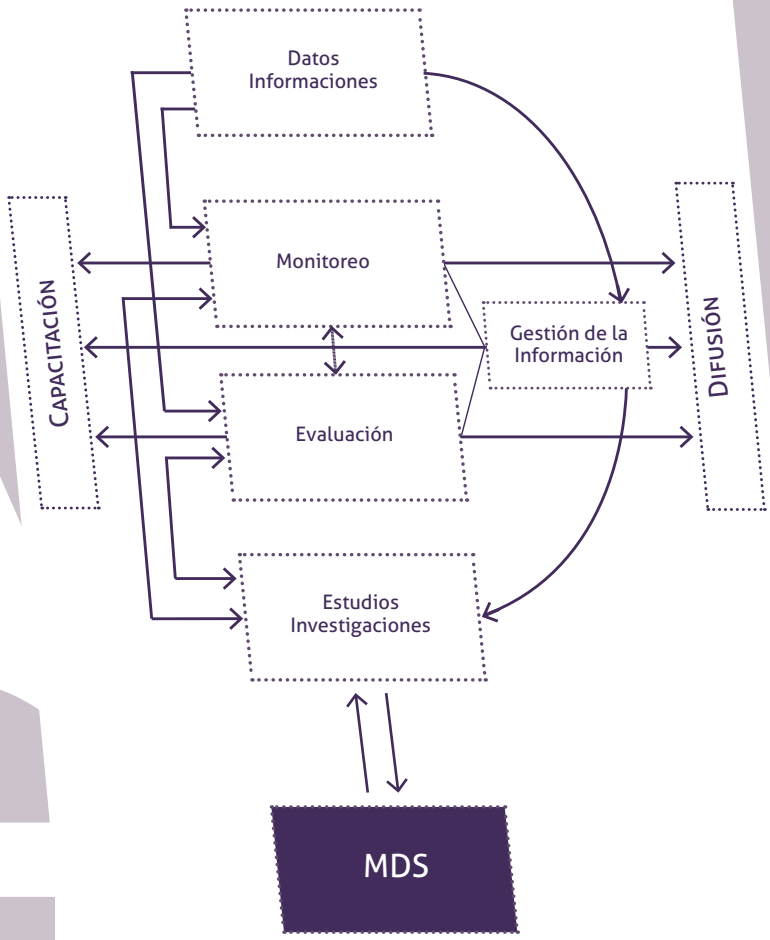 Datos
Informaciones
Monitoreo
CAPACITACIÓN
Gestión de la
Información
DIFUSIÓN
Evaluación
Estudios
Investigaciones
MDS